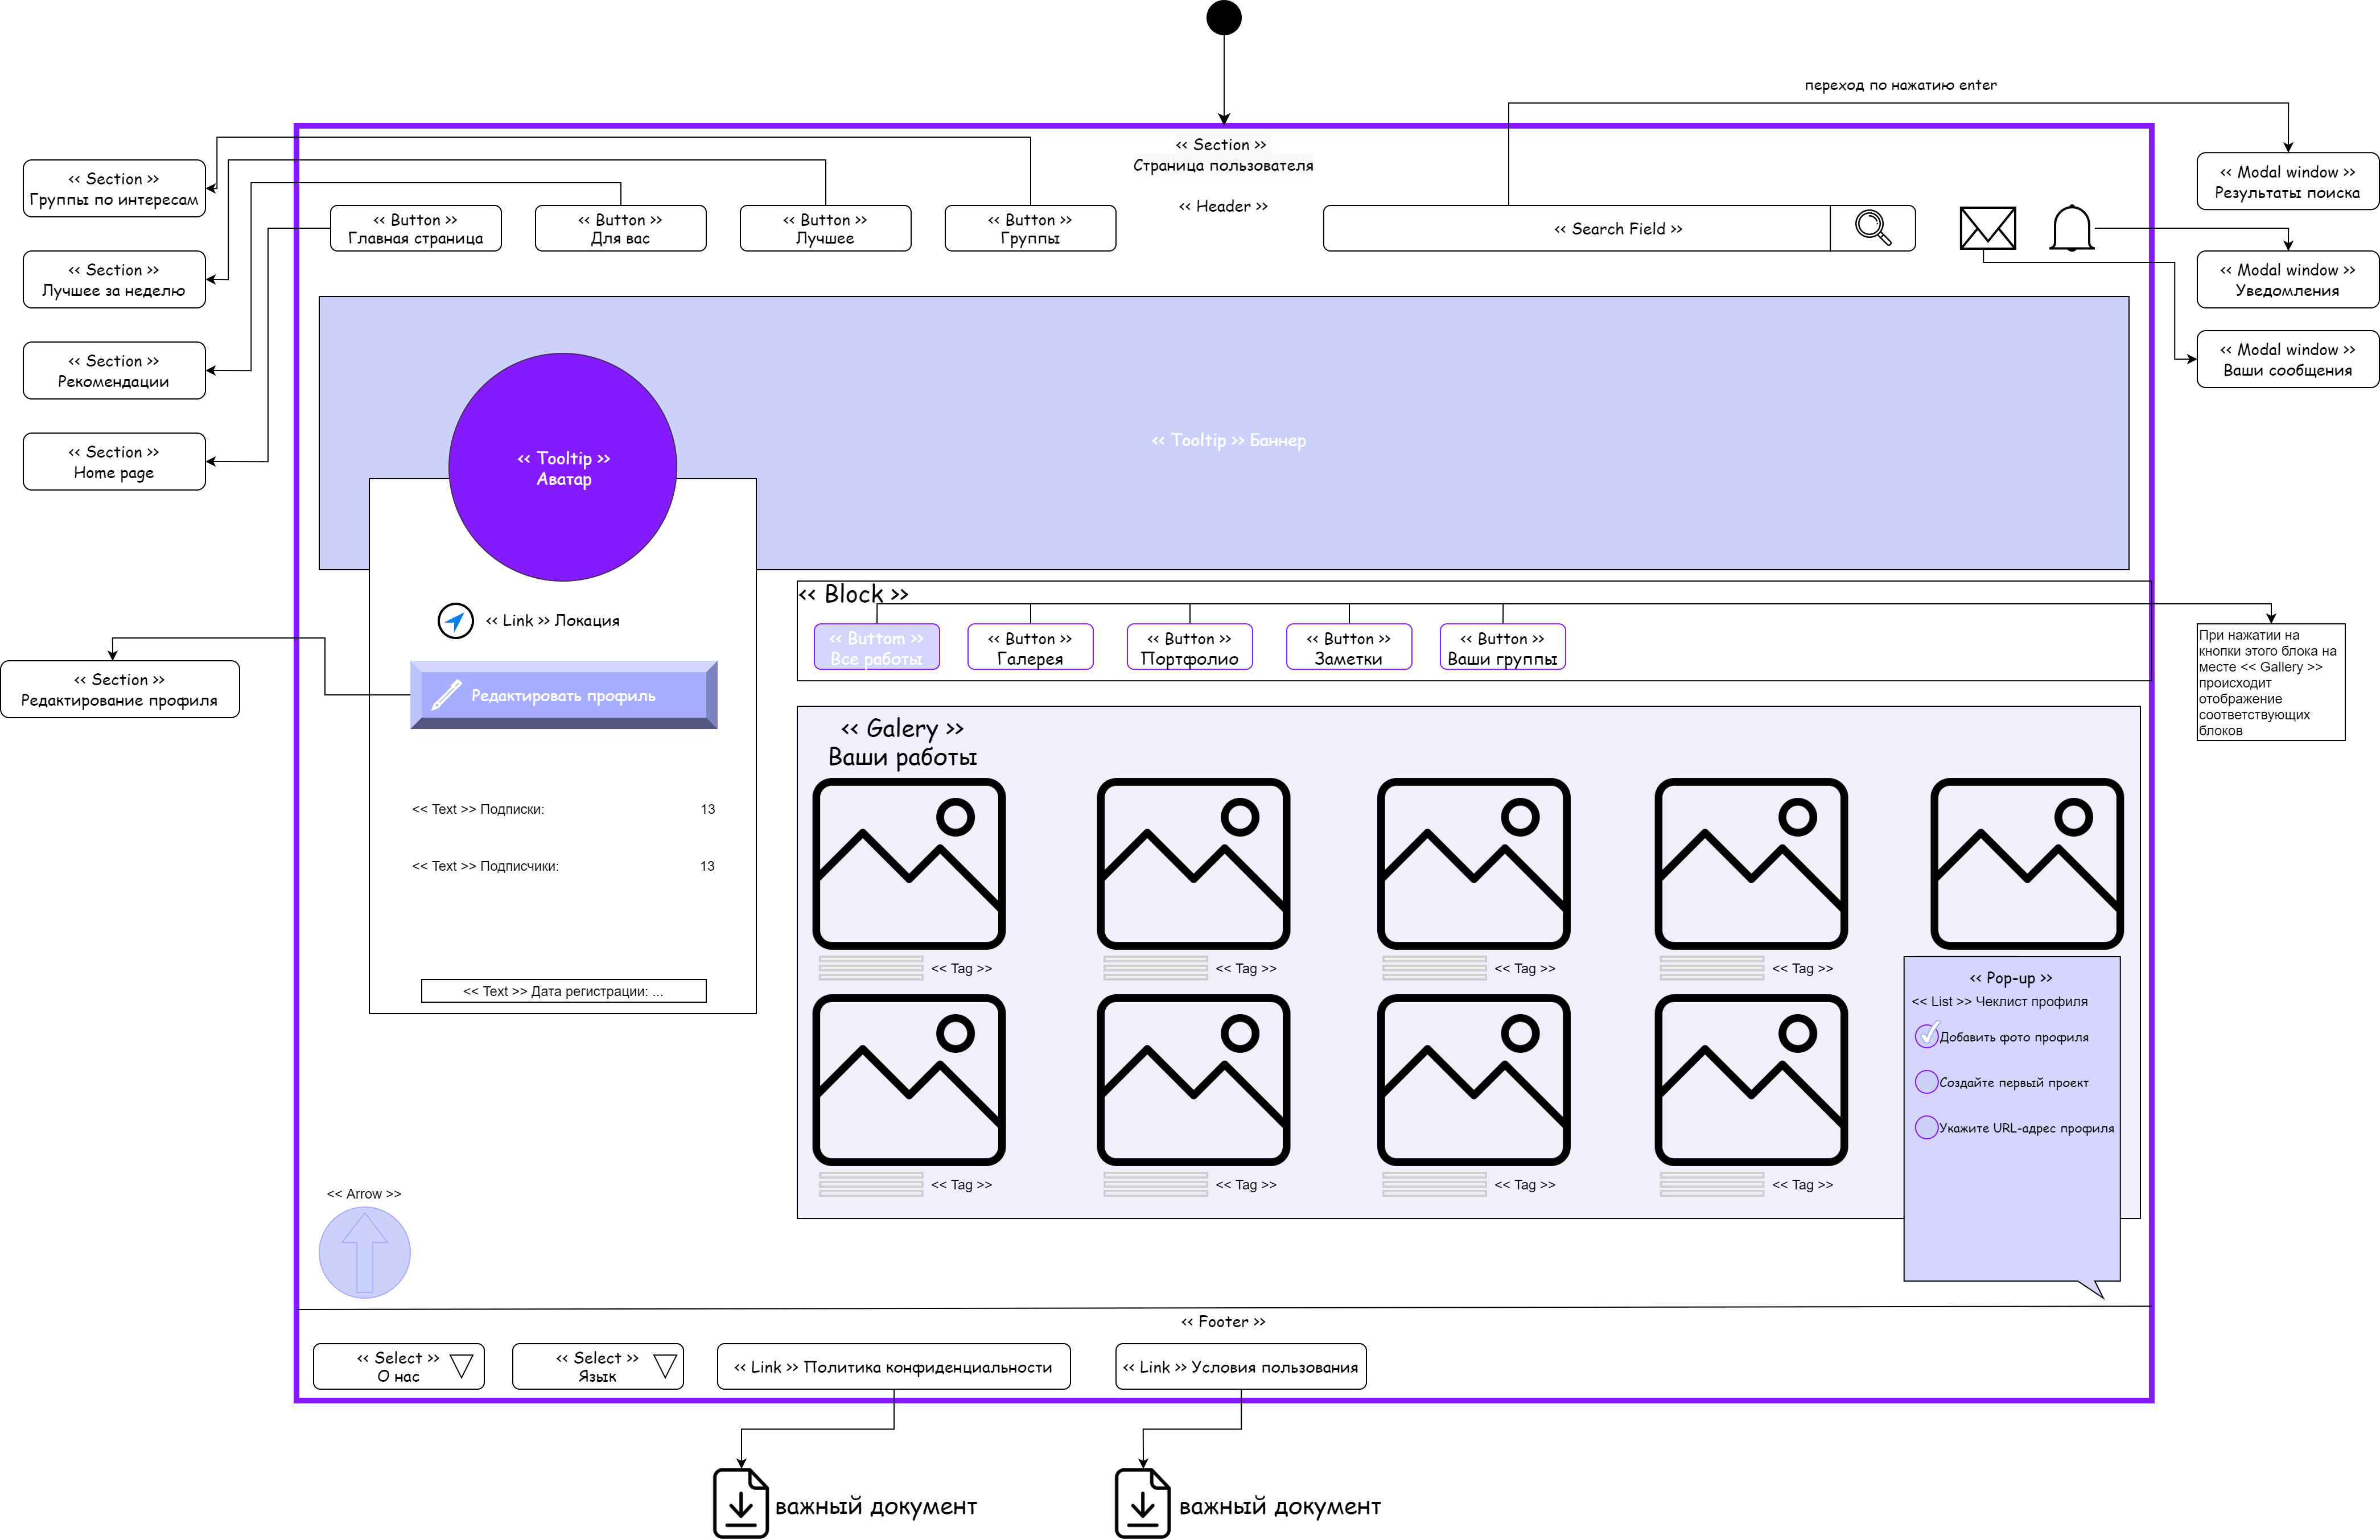 переход по нажатию enter
<< Section >>
Страница пользователя
<< Header >>
<< Section >>
Группы по интересам
<< Section >>
Лучшее за неделю
<< Section >>
Рекомендации
<< Section >>
Home page
<< Button >>
Главная страница
<< Button >>
Для вас
<< Button >>
Лучшее
<< Button >>
Группы
<< Search Field >>
<< Modal window >>
Результаты поиска
<< Modal window >>
Уведомления
<< Modal window >>
Ваши сообщения
<< Tooltip >> Баннер
<< Tooltip >>
Аватар
<< Link >> Локация
<< Section >>
Редактирование профиля
Редактировать профиль
<< Text >> Подписки: 13
<< Text >> Подписчики: 13
<< Text >> Дата регистрации: ...
<< Block >>
<< Buttom >>
Все работы
<< Button >>
Галерея
<< Button >>
Портфолио
<< Button >>
Заметки
<< Button >>
Ваши группы
При нажатии на
кнопки этого блока на
месте << Gallery >>
происходит
отображение
соответствующих
блоков
<< Galery >>
Ваши работы
<< Tag >>
<< Tag >>
<< Tag >>
<< Tag >>
<< Tag >>
<< Tag >>
<< Tag >>
<< Tag >>
<< Pop-up >>
<< List >> Чеклист профиля
Добавить фото профиля
Создайте первый проект
Укажите URL-адрес профиля
<< Arrow >>
<< Footer >>
<< Select >>
О нас
<< Select >>
Язык
<< Link >> Политика конфиденциальности
<< Link >> Условия пользования
важный документ
важный документ